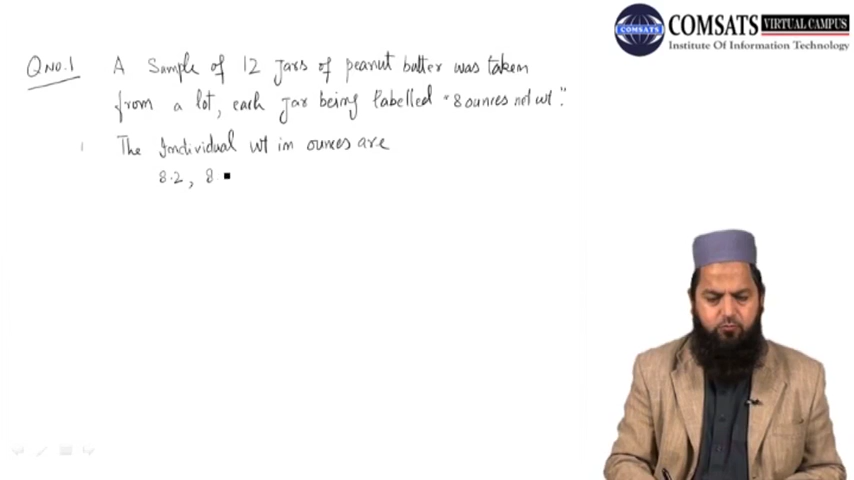 COMSATS VIRTUAL CAMPUS
Institute Of Information Technology
Q No.1 A Sample of 12 Jars of peanut butter was taken
from a lot, each Jar being labelled "8 ounces net wt".
The Individual wt in ounces are
8.2, 8